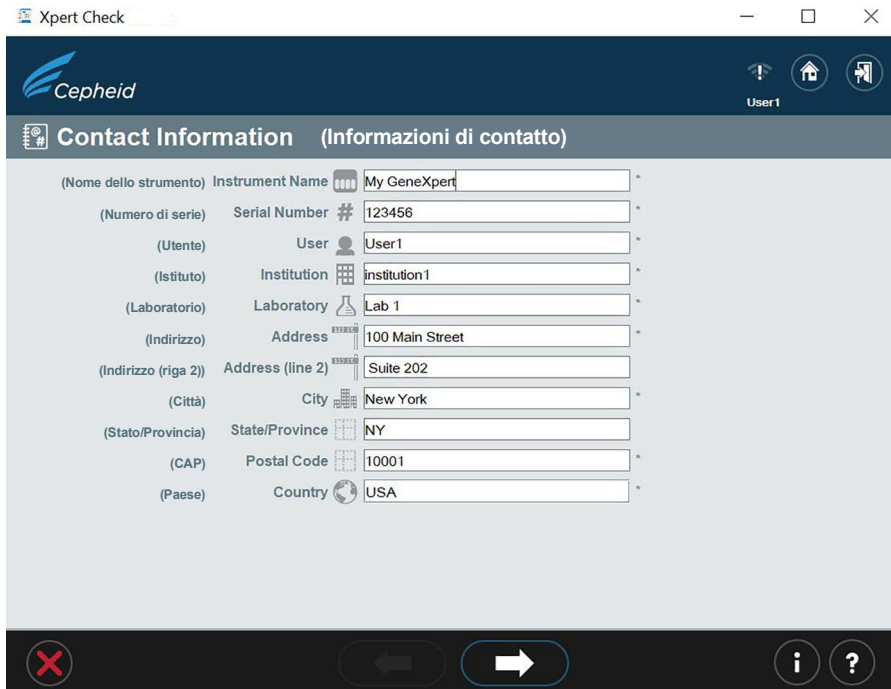 Xpert Check
Cepheid
User1
Contact Information (Informazioni di contatto)
(Nome dello strumento) Instrument Name My GeneXpert *
(Numero di serie) Serial Number # 123456 *
(Utente) User User1 *
(Istituto) Institution institution1 *
(Laboratorio) Laboratory Lab 1 *
(Indirizzo) Address 100 Main Street *
(Indirizzo (riga 2)) Address (line 2) Suite 202
(Città) City New York *
(Stato/Provincia) State/Province NY
(CAP) Postal Code 10001 *
(Paese) Country USA *
i ?